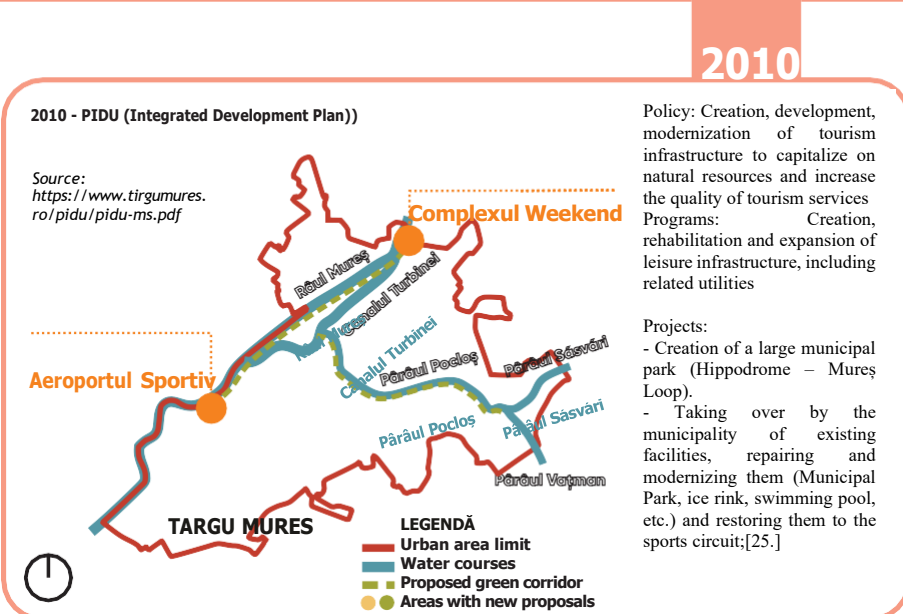 2010
2010 - PIDU (Integrated Development Plan))
Source:
https://www.tirgumures.
ro/pidu/pidu-ms.pdf
Complexul Weekend
Râul Mureș
Canalul Turbinei
Canalul Turbinei
Aeroportul Sportiv
Pârâul Pocloș
Pârâul Sásvári
Pârâul Pocloș
Pârâul Sásvári
Pârâul Vațman
TARGU MURES
LEGENDĂ
Urban area limit
Water courses
Proposed green corridor
Areas with new proposals
Policy: Creation, development,
modernization of tourism
infrastructure to capitalize on
natural resources and increase
the quality of tourism services
Programs: Creation,
rehabilitation and expansion of
leisure infrastructure, including
related utilities
Projects:
- Creation of a large municipal
park (Hippodrome – Mureș
Loop).
- Taking over by the
municipality of existing
facilities, repairing and
modernizing them (Municipal
Park, ice rink, swimming pool,
etc.) and restoring them to the
sports circuit;[25.]